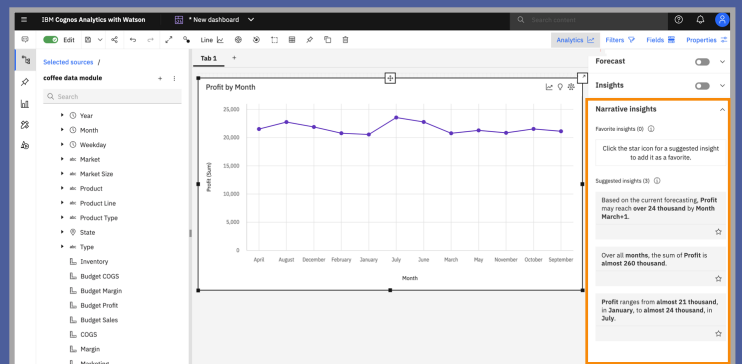 IBM Cognos Analytics with Watson
* New dashboard
Search content
Edit
Line
Analytics
Filters
Fields
Properties
Selected sources /
coffee data module
Search
Year
Month
Weekday
abc Market
abc Market Size
abc Product
abc Product Line
abc Product Type
State
abc Type
Inventory
Budget COGS
Budget Margin
Budget Profit
Budget Sales
COGS
Margin
Marketing
Tab 1 +
Profit by Month
25,000
20,000
15,000
10,000
5,000
0
Profit (Sum)
April August December February January July June March May November October September
Month
Forecast
Insights
Narrative insights
Favorite insights (0)
Click the star icon for a suggested insight
to add it as a favorite.
Suggested insights (3)
Based on the current forecasting, Profit
may reach over 24 thousand by Month
March+1.
Over all months, the sum of Profit is
almost 260 thousand.
Profit ranges from almost 21 thousand,
in January, to almost 24 thousand, in
July.